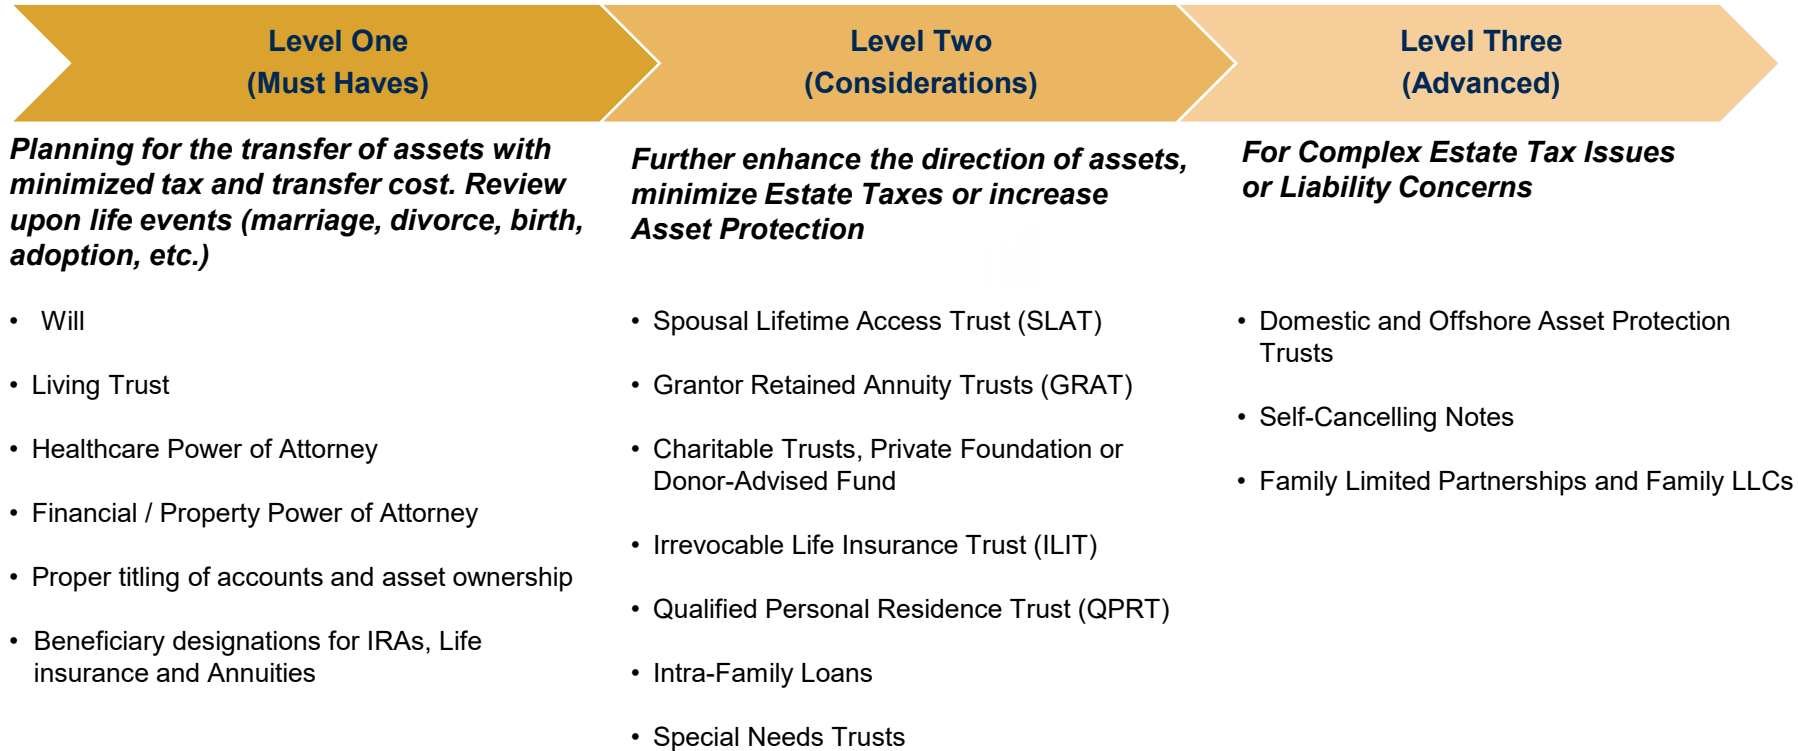 Level One
(Must Haves)
Level Two
(Considerations)
Level Three
(Advanced)
Planning for the transfer of assets with
minimized tax and transfer cost. Review
upon life events (marriage, divorce, birth,
adoption, etc.)
• Will
• Living Trust
• Healthcare Power of Attorney
• Financial / Property Power of Attorney
• Proper titling of accounts and asset ownership
• Beneficiary designations for IRAs, Life
insurance and Annuities
Further enhance the direction of assets,
minimize Estate Taxes or increase
Asset Protection
• Spousal Lifetime Access Trust (SLAT)
• Grantor Retained Annuity Trusts (GRAT)
• Charitable Trusts, Private Foundation or
Donor-Advised Fund
• Irrevocable Life Insurance Trust (ILIT)
• Qualified Personal Residence Trust (QPRT)
• Intra-Family Loans
• Special Needs Trusts
For Complex Estate Tax Issues
or Liability Concerns
• Domestic and Offshore Asset Protection
Trusts
• Self-Cancelling Notes
• Family Limited Partnerships and Family LLCs